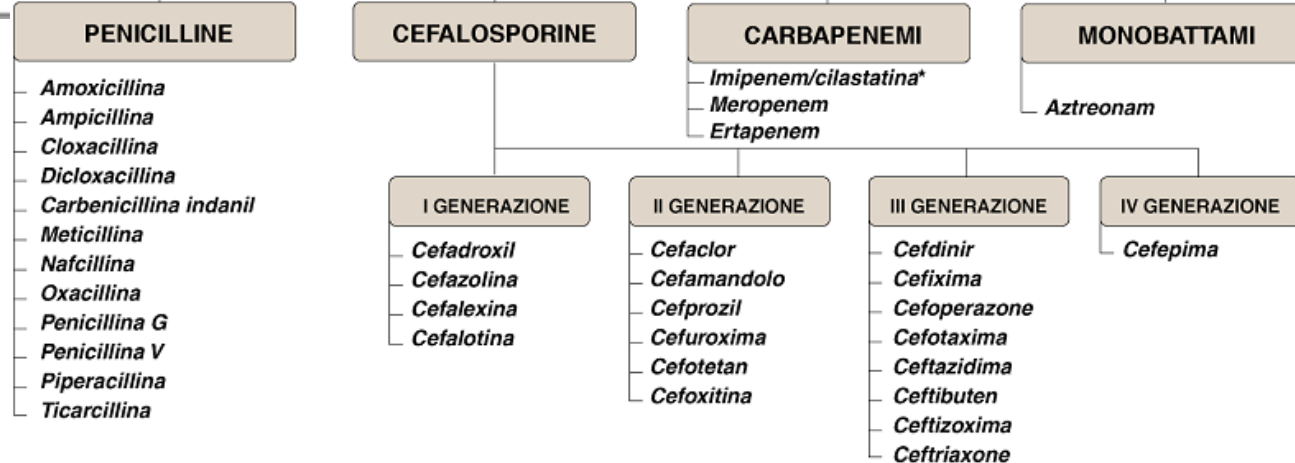 PENICILLINE
Amoxicillina
Ampicillina
Cloxacillina
Dicloxacillina
Carbenicillina indanil
Meticillina
Nafcillina
Oxacillina
Penicillina G
Penicillina V
Piperacillina
Ticarcillina
CEFALOSPORINE
I GENERAZIONE
Cefadroxil
Cefazolina
Cefalexina
Cefalotina
II GENERAZIONE
Cefaclor
Cefamandolo
Cefprozil
Cefuroxima
Cefotetan
Cefoxitina
III GENERAZIONE
Cefdinir
Cefixima
Cefoperazone
Cefotaxima
Ceftazidima
Ceftibuten
Ceftizoxima
Ceftriaxone
IV GENERAZIONE
Cefepima
CARBAPENEMI
Imipenem/cilastatina*
Meropenem
Ertapenem
MONOBATTAMI
Aztreonam